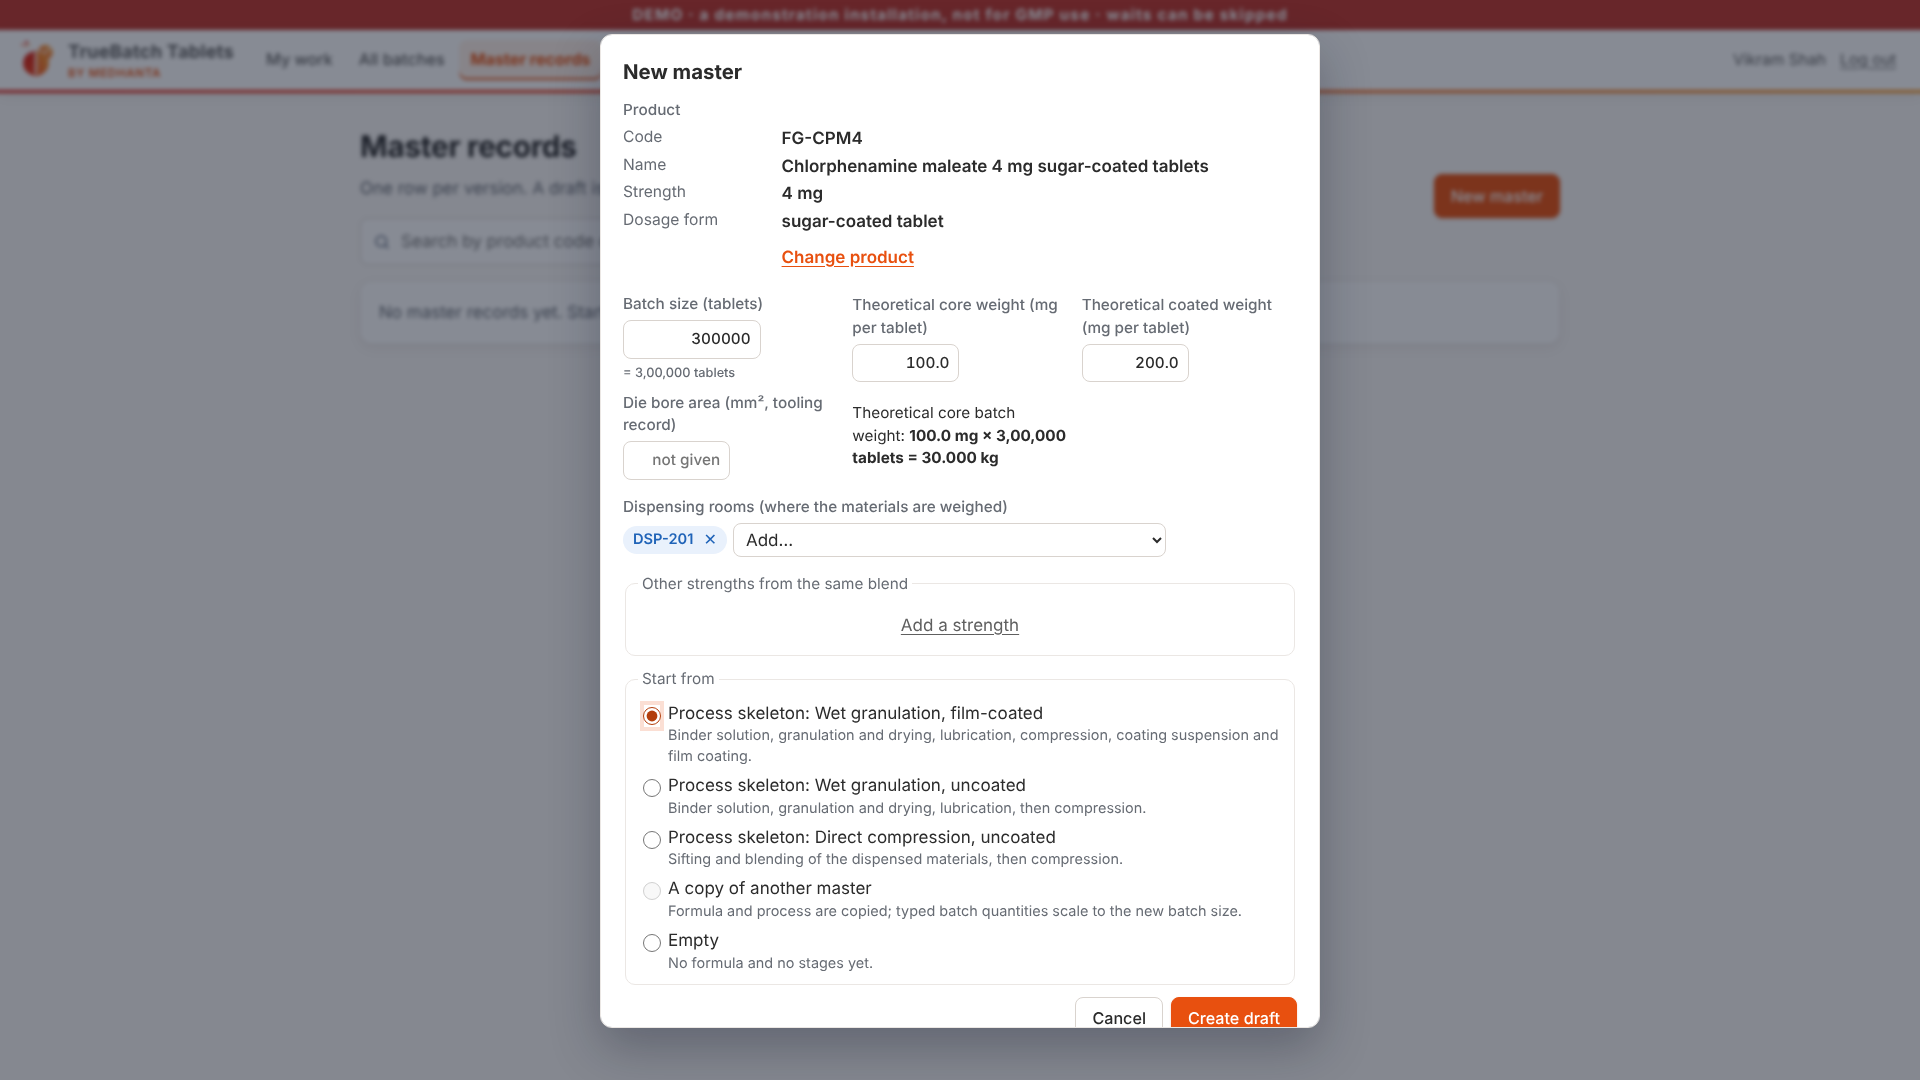 DEMO · a demonstration installation, not for GMP use · waits can be skipped
TrueBatch Tablets
BY MEDHANTA
My work
All batches
Master records
Vikram Shah
Log out
Master records
One row per version. A draft is
New master
Search by product code
No master records yet. Star
New master
Product
Code
FG-CPM4
Name
Chlorphenamine maleate 4 mg sugar-coated tablets
Strength
4 mg
Dosage form
sugar-coated tablet
Change product
Batch size (tablets)
300000
= 3,00,000 tablets
Theoretical core weight (mg
per tablet)
100.0
Theoretical coated weight
(mg per tablet)
200.0
Die bore area (mm², tooling
record)
not given
Theoretical core batch
weight: 100.0 mg × 3,00,000
tablets = 30.000 kg
Dispensing rooms (where the materials are weighed)
DSP-201 ✕
Add...
Other strengths from the same blend
Add a strength
Start from
Process skeleton: Wet granulation, film-coated
Binder solution, granulation and drying, lubrication, compression, coating suspension and
film coating.
Process skeleton: Wet granulation, uncoated
Binder solution, granulation and drying, lubrication, then compression.
Process skeleton: Direct compression, uncoated
Sifting and blending of the dispensed materials, then compression.
A copy of another master
Formula and process are copied; typed batch quantities scale to the new batch size.
Empty
No formula and no stages yet.
Cancel
Create draft